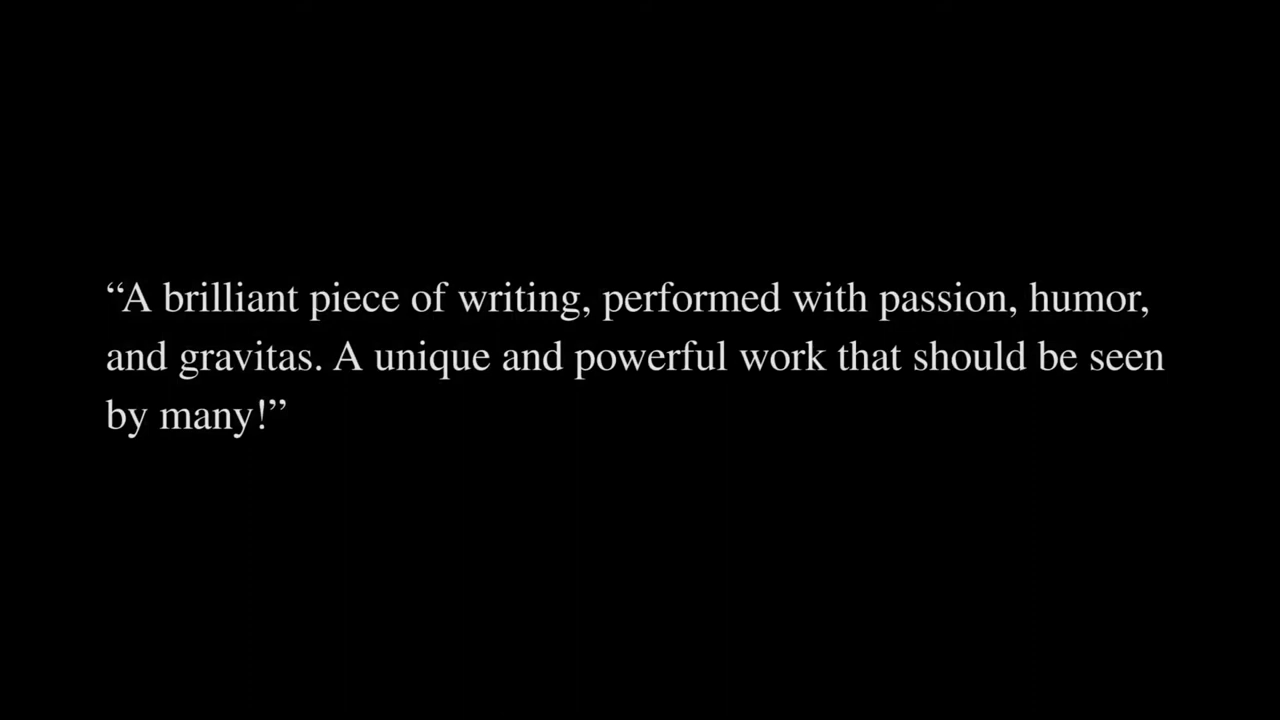 “A brilliant piece of writing, performed with passion, humor,
and gravitas. A unique and powerful work that should be seen
by many!”